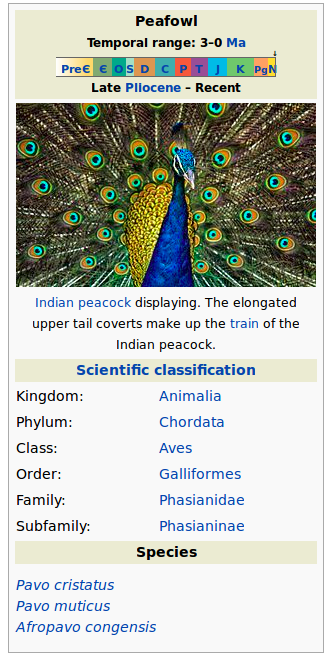 Peafowl
Temporal range: 3–0 Ma
↓
PreЄ Є O S D C P T J K Pg N
Late Pliocene – Recent
Indian peacock displaying. The elongated
upper tail coverts make up the train of the
Indian peacock.
Scientific classification
Kingdom: Animalia
Phylum: Chordata
Class: Aves
Order: Galliformes
Family: Phasianidae
Subfamily: Phasianinae
Species
Pavo cristatus
Pavo muticus
Afropavo congensis